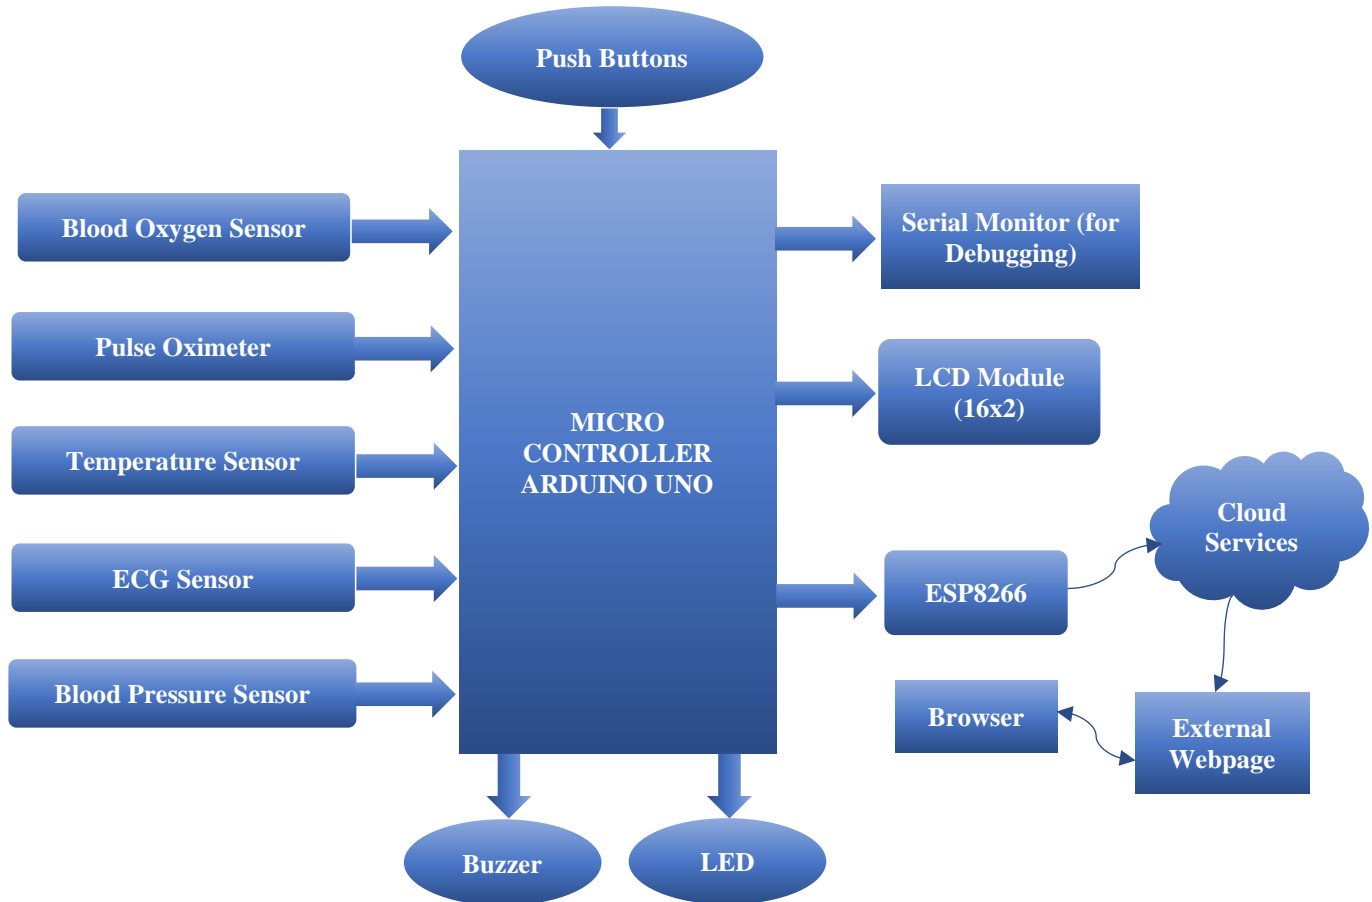 Push Buttons
Blood Oxygen Sensor
Pulse Oximeter
Temperature Sensor
ECG Sensor
Blood Pressure Sensor
MICRO
CONTROLLER
ARDUINO UNO
Serial Monitor (for
Debugging)
LCD Module
(16x2)
ESP8266
Cloud
Services
Browser
External
Webpage
Buzzer
LED